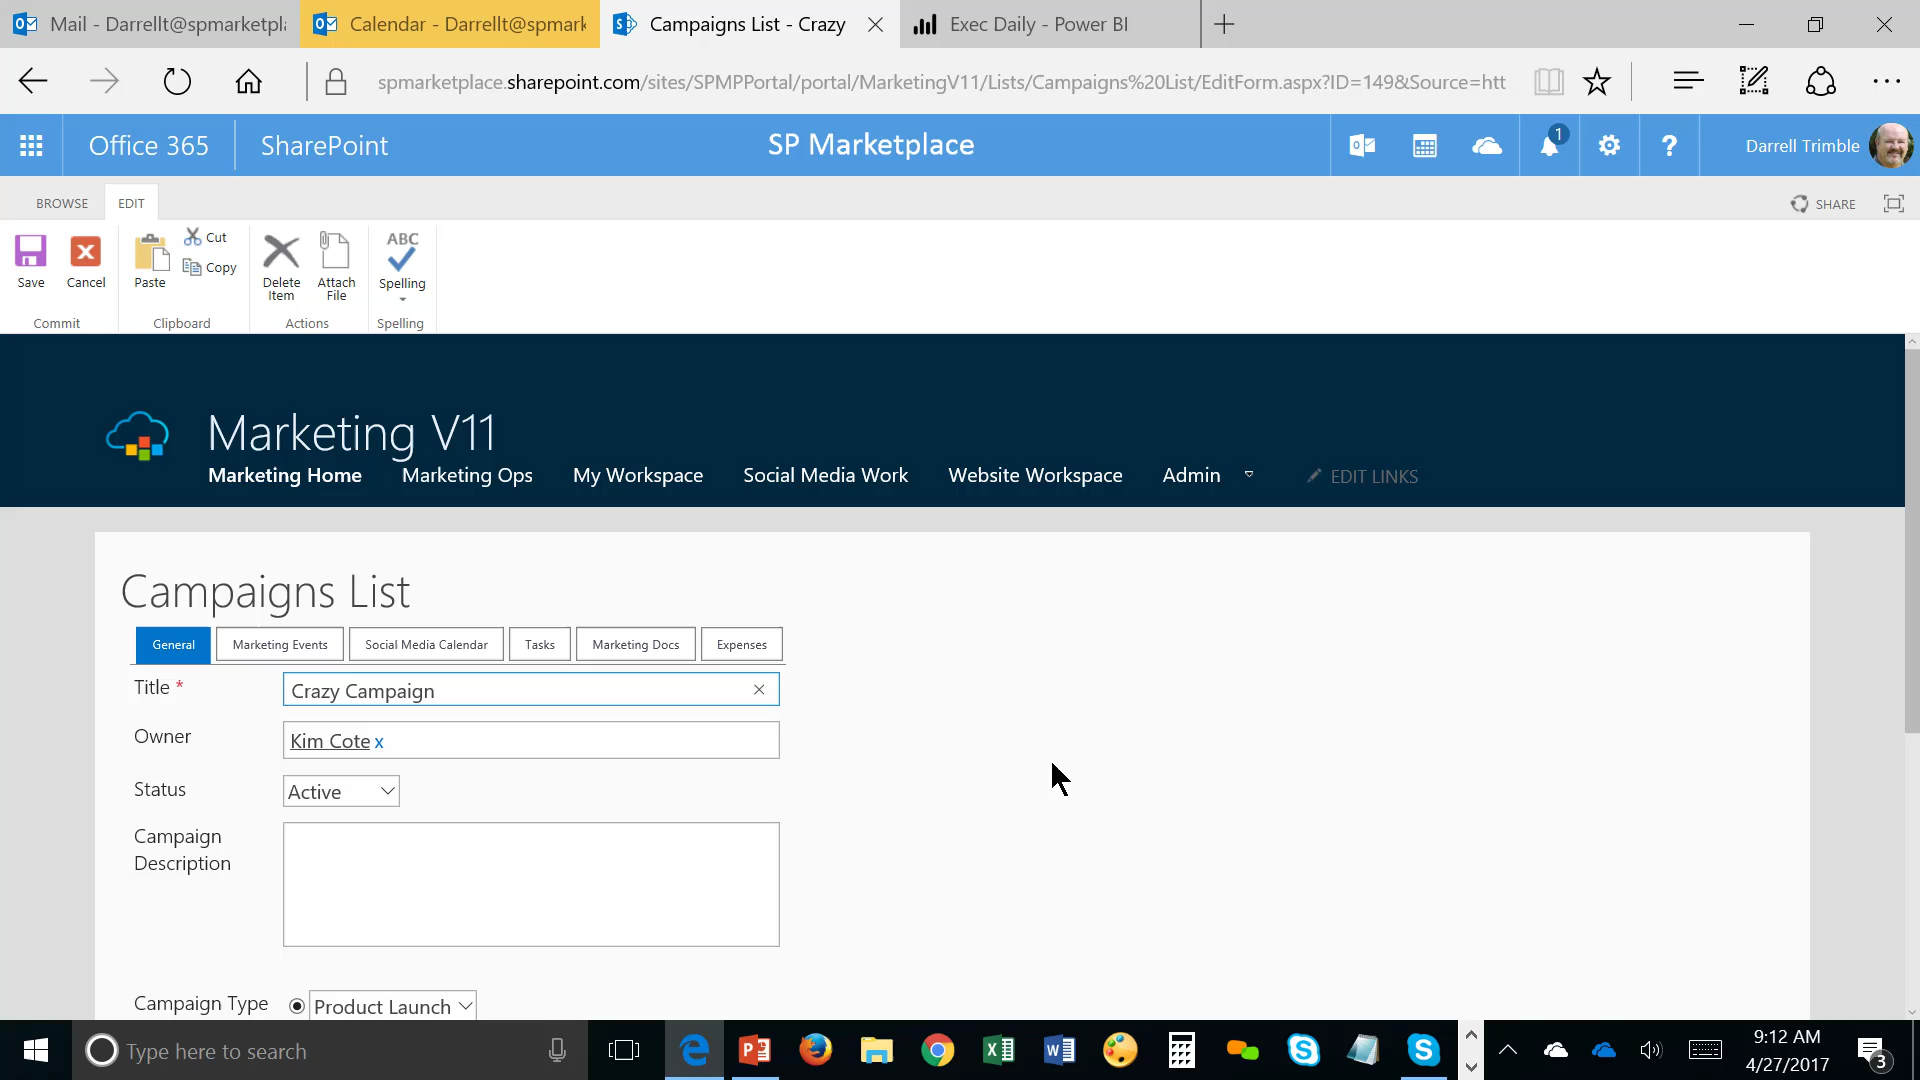 Mail - Darrellt@spmarketpla
Calendar - Darrellt@spmark
Campaigns List - Crazy
Exec Daily - Power BI
spmarketplace.sharepoint.com/sites/SPMPPortal/portal/MarketingV11/Lists/Campaigns%20List/EditForm.aspx?ID=149&Source=htt
Office 365
SharePoint
SP Marketplace
1
?
Darrell Trimble
BROWSE
EDIT
SHARE
Save
Cancel
Paste
Cut
Copy
Delete
Item
Attach
File
ABC
Spelling
Commit
Clipboard
Actions
Spelling
Marketing V11
Marketing Home
Marketing Ops
My Workspace
Social Media Work
Website Workspace
Admin
EDIT LINKS
Campaigns List
General
Marketing Events
Social Media Calendar
Tasks
Marketing Docs
Expenses
Title *
Crazy Campaign
Owner
Kim Cote x
Status
Active
Campaign
Description
Campaign Type
Product Launch
Type here to search
9:12 AM
4/27/2017
3